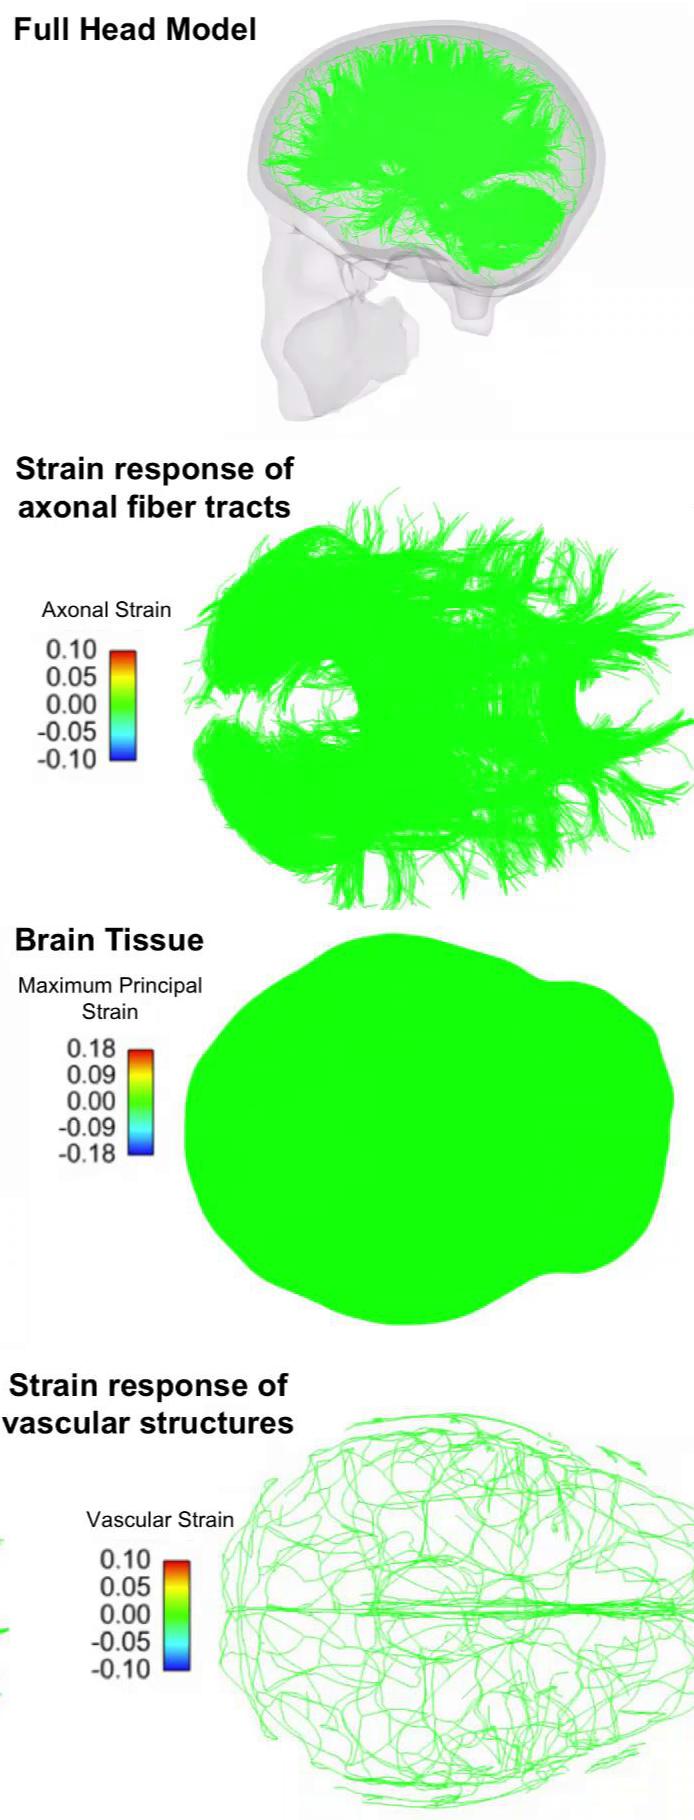 Full Head Model
Strain response of
axonal fiber tracts
Axonal Strain
0.10
0.05
0.00
-0.05
-0.10
Brain Tissue
Maximum Principal
Strain
0.18
0.09
0.00
-0.09
-0.18
Strain response of
vascular structures
Vascular Strain
0.10
0.05
0.00
-0.05
-0.10